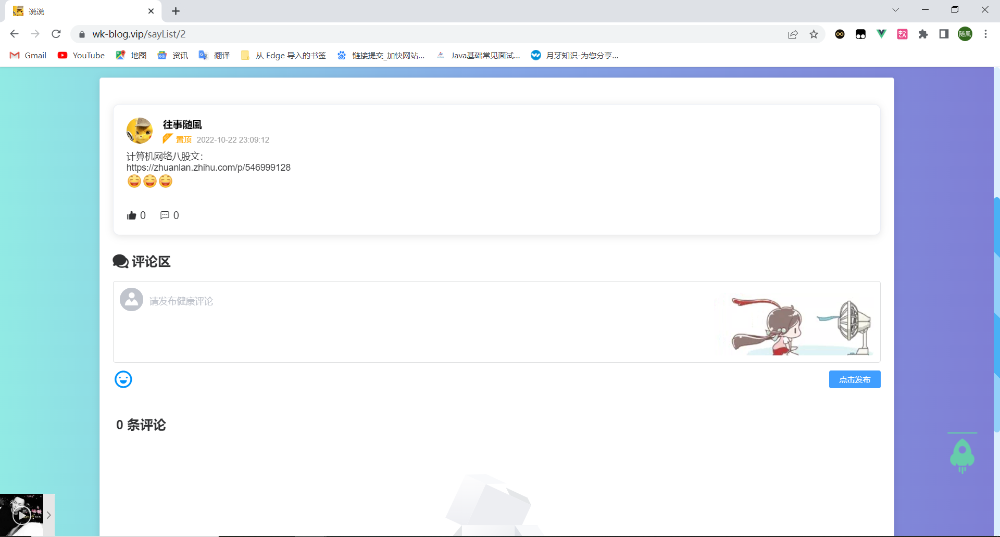 说说
wk-blog.vip/sayList/2
随風
Gmail
YouTube
地图
资讯
翻译
从 Edge 导入的书签
链接提交_加快网站...
Java基础常见面试...
月牙知识-为您分享...
往事随風
置顶 2022-10-22 23:09:12
计算机网络八股文：
https://zhuanlan.zhihu.com/p/546999128
0 0
评论区
请发布健康评论
点击发布
0 条评论